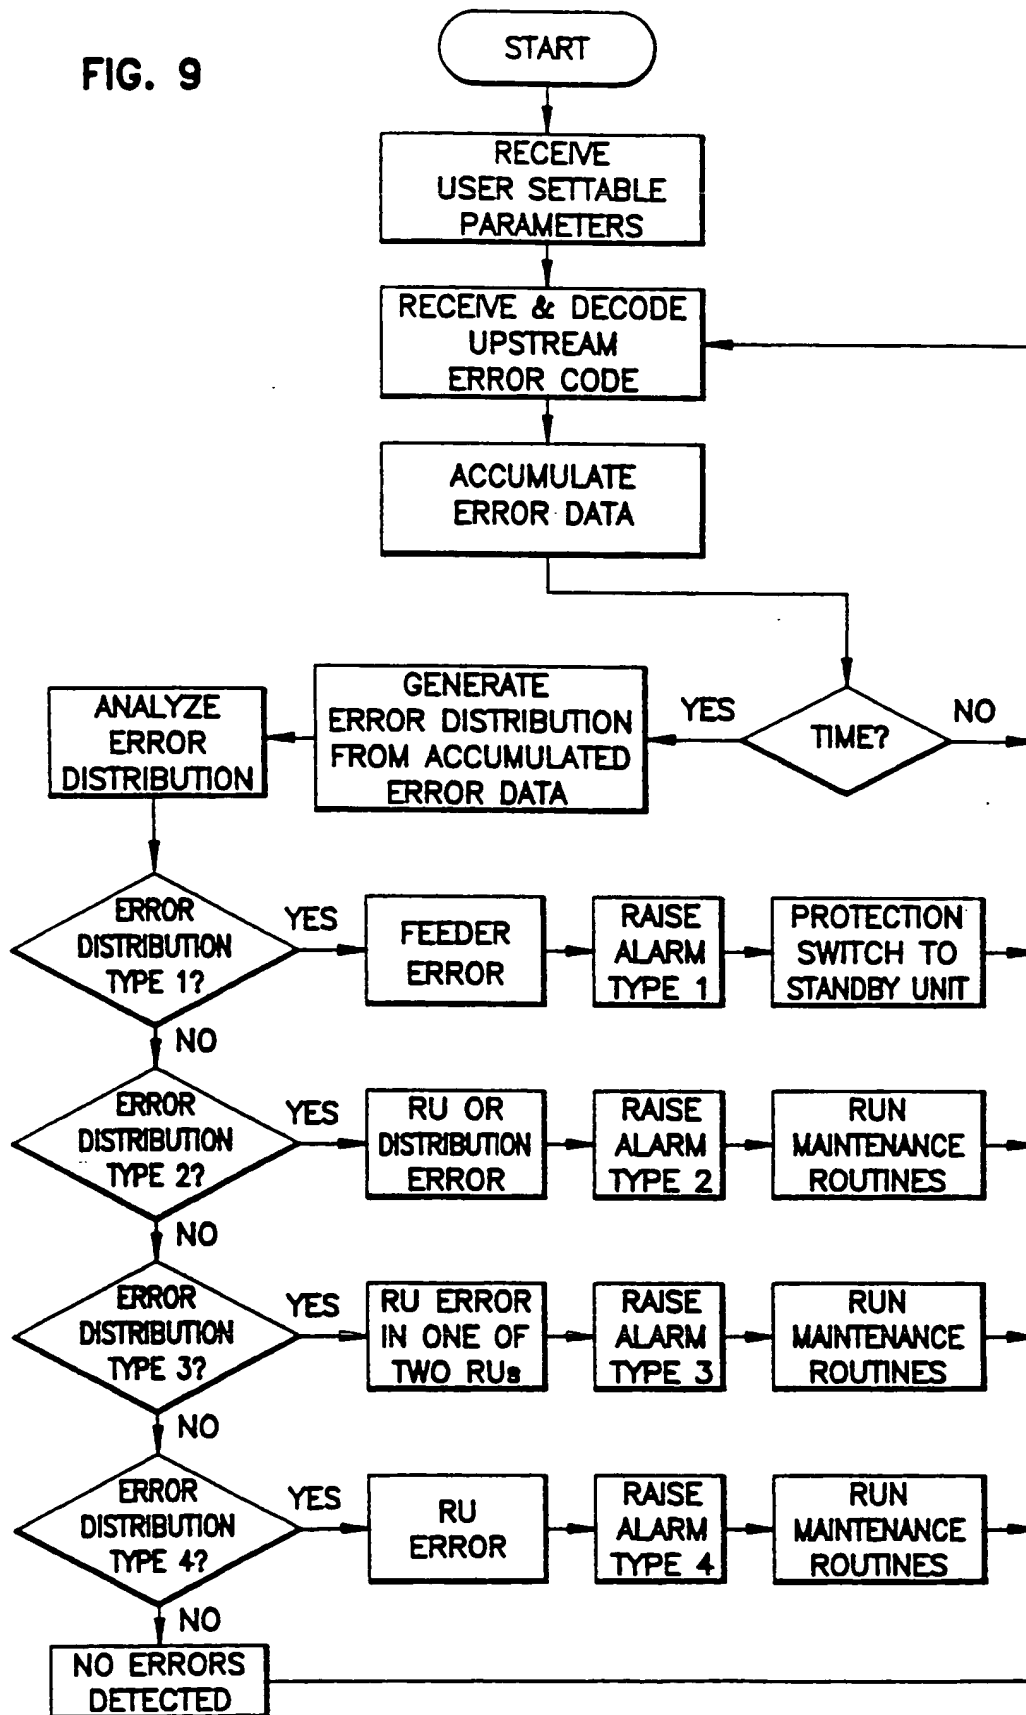 FIG. 9
START
RECEIVE
USER SETTABLE
PARAMETERS
RECEIVE & DECODE
UPSTREAM
ERROR CODE
ACCUMULATE
ERROR DATA
TIME?
YES
NO
GENERATE
ERROR DISTRIBUTION
FROM ACCUMULATED
ERROR DATA
ANALYZE
ERROR
DISTRIBUTION
ERROR
DISTRIBUTION
TYPE 1?
YES
FEEDER
ERROR
RAISE
ALARM
TYPE 1
PROTECTION
SWITCH TO
STANDBY UNIT
NO
ERROR
DISTRIBUTION
TYPE 2?
YES
RU OR
DISTRIBUTION
ERROR
RAISE
ALARM
TYPE 2
RUN
MAINTENANCE
ROUTINES
NO
ERROR
DISTRIBUTION
TYPE 3?
YES
RU ERROR
IN ONE OF
TWO RUs
RAISE
ALARM
TYPE 3
RUN
MAINTENANCE
ROUTINES
NO
ERROR
DISTRIBUTION
TYPE 4?
YES
RU
ERROR
RAISE
ALARM
TYPE 4
RUN
MAINTENANCE
ROUTINES
NO
NO ERRORS
DETECTED